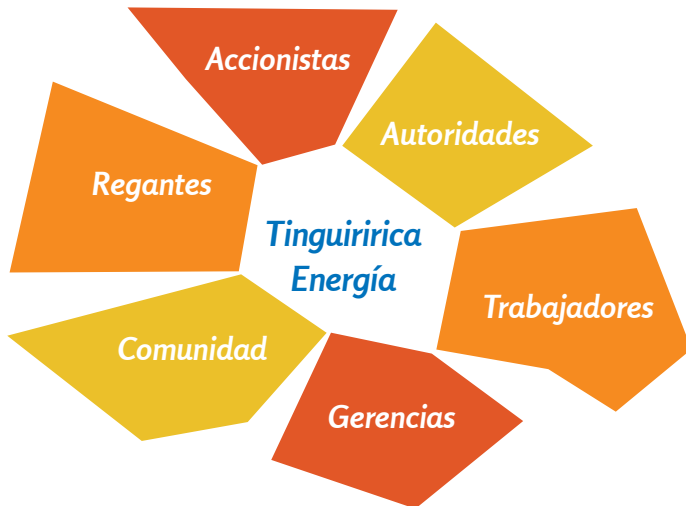 Accionistas
Autoridades
Regantes
Tinguiririca
Energía
Trabajadores
Comunidad
Gerencias